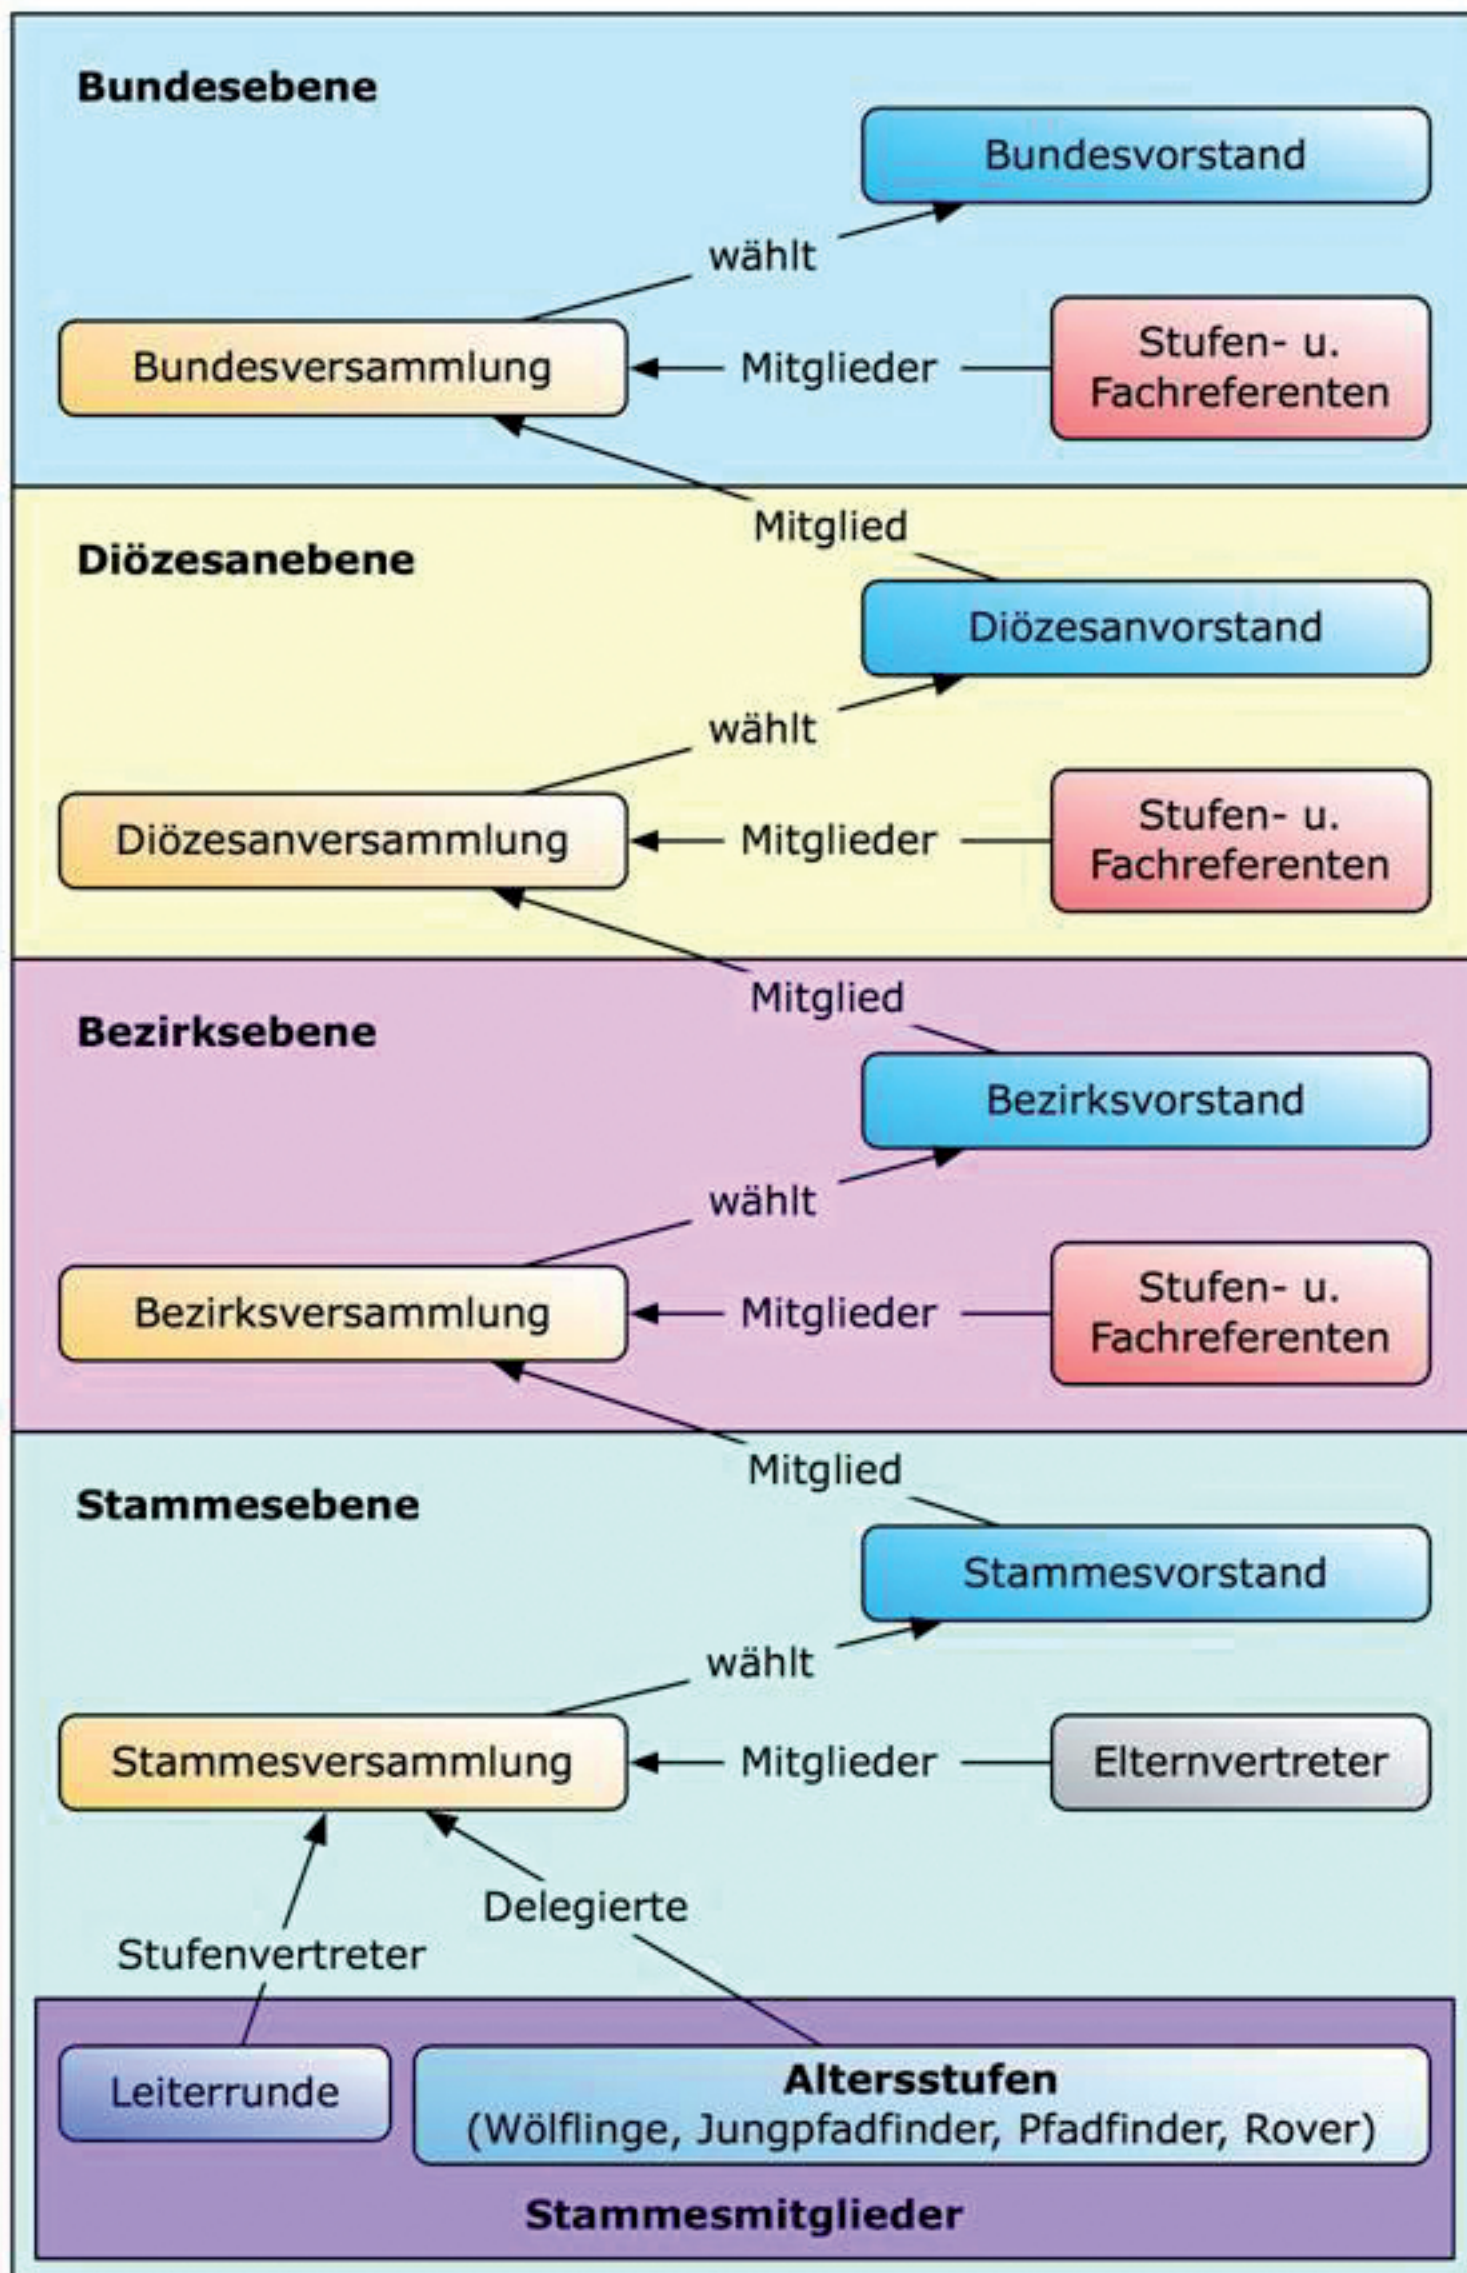 Bundesebene
Bundesvorstand
wählt
Bundesversammlung
Mitglieder
Stufen- u.
Fachreferenten
Mitglied
Diözesanebene
Diözesanvorstand
wählt
Diözesanversammlung
Mitglieder
Stufen- u.
Fachreferenten
Mitglied
Bezirksebene
Bezirksvorstand
wählt
Bezirksversammlung
Mitglieder
Stufen- u.
Fachreferenten
Mitglied
Stammesebene
Stammesvorstand
wählt
Stammesversammlung
Mitglieder
Elternvertreter
Delegierte
Stufenvertreter
Leiterrunde
Altersstufen
(Wölflinge, Jungpfadfinder, Pfadfinder, Rover)
Stammesmitglieder